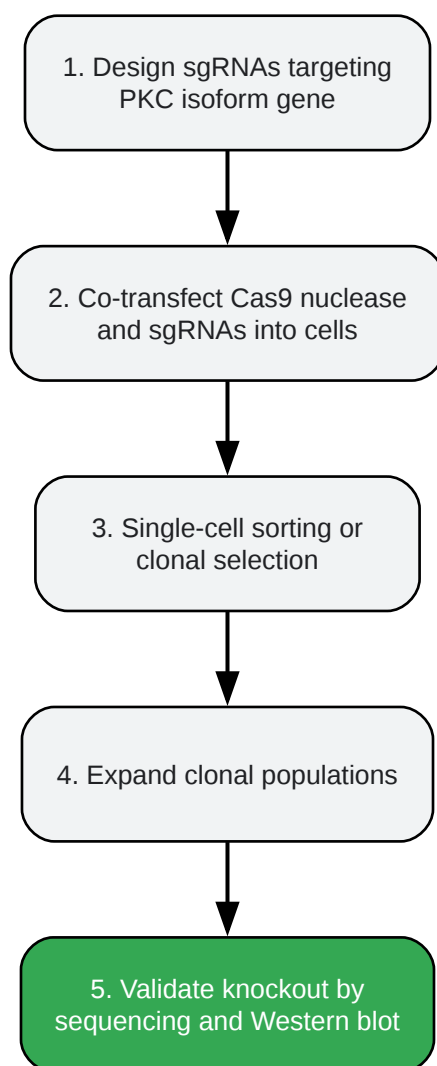 1. Design sgRNAs targeting
PKC isoform gene
2. Co-transfect Cas9 nuclease
and sgRNAs into cells
3. Single-cell sorting or
clonal selection
4. Expand clonal populations
5. Validate knockout by
sequencing and Western blot